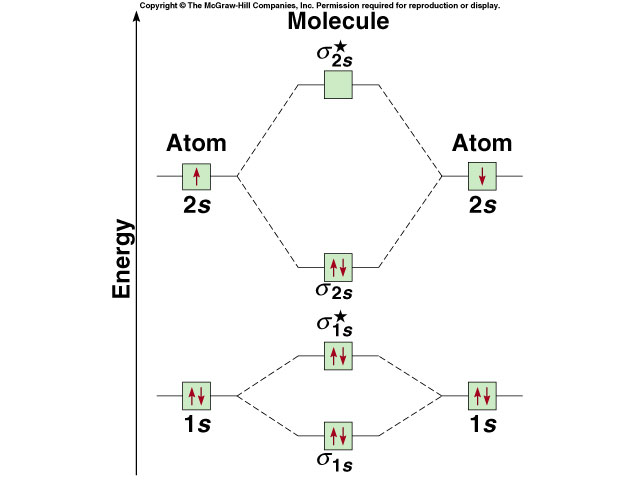 Copyright © The McGraw-Hill Companies, Inc. Permission required for reproduction or display.
Molecule
σ★2s
Atom
Atom
2s
2s
Energy
σ2s
σ★1s
1s
1s
σ1s